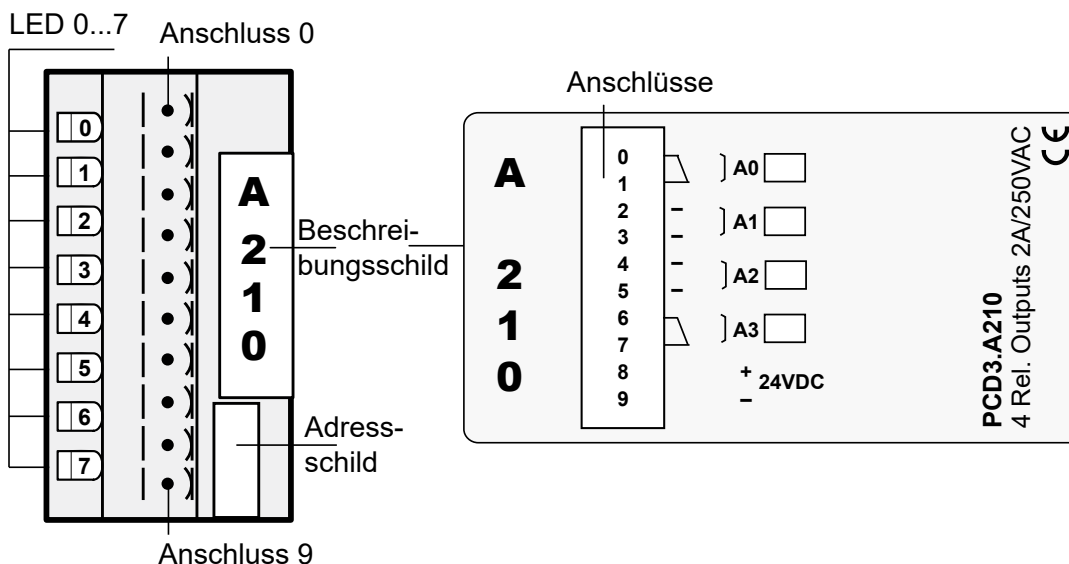 LED 0...7
Anschluss 0
0
1
2
3
4
5
6
7
A
2
1
0
Beschrei-
bungsschild
Adress-
schild
Anschluss 9
Anschlüsse
A
2
1
0
0
1
2
3
4
5
6
7
8
9
A0
A1
A2
A3
+
–
24VDC
PCD3.A210
4 Rel. Outputs 2A/250VAC
CE